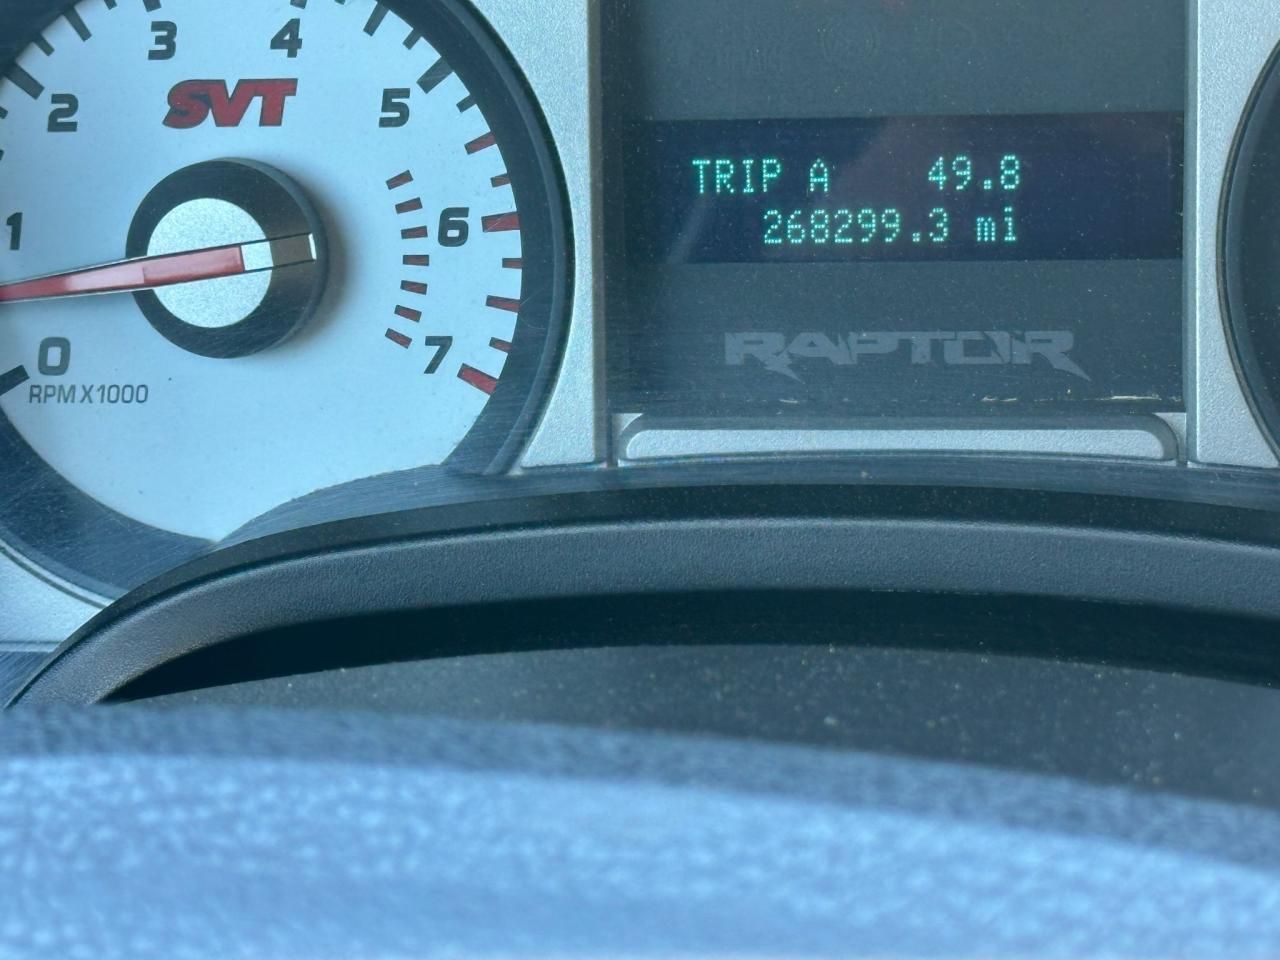 3 4
SVT
2 5
1 6
0 7
RPM X1000
TRIP A 49.8
268299.3 mi
RAPTOR